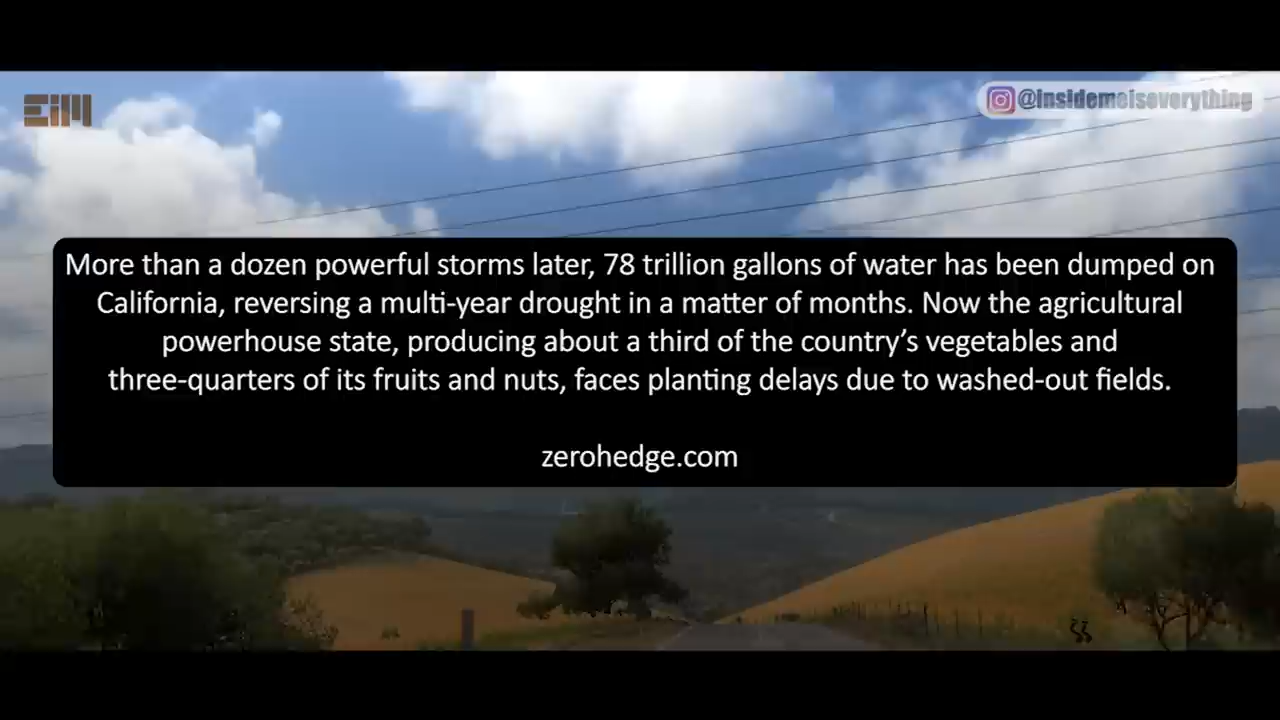 EiM
@insidemeiseverything
More than a dozen powerful storms later, 78 trillion gallons of water has been dumped on
California, reversing a multi-year drought in a matter of months. Now the agricultural
powerhouse state, producing about a third of the country’s vegetables and
three-quarters of its fruits and nuts, faces planting delays due to washed-out fields.
zerohedge.com